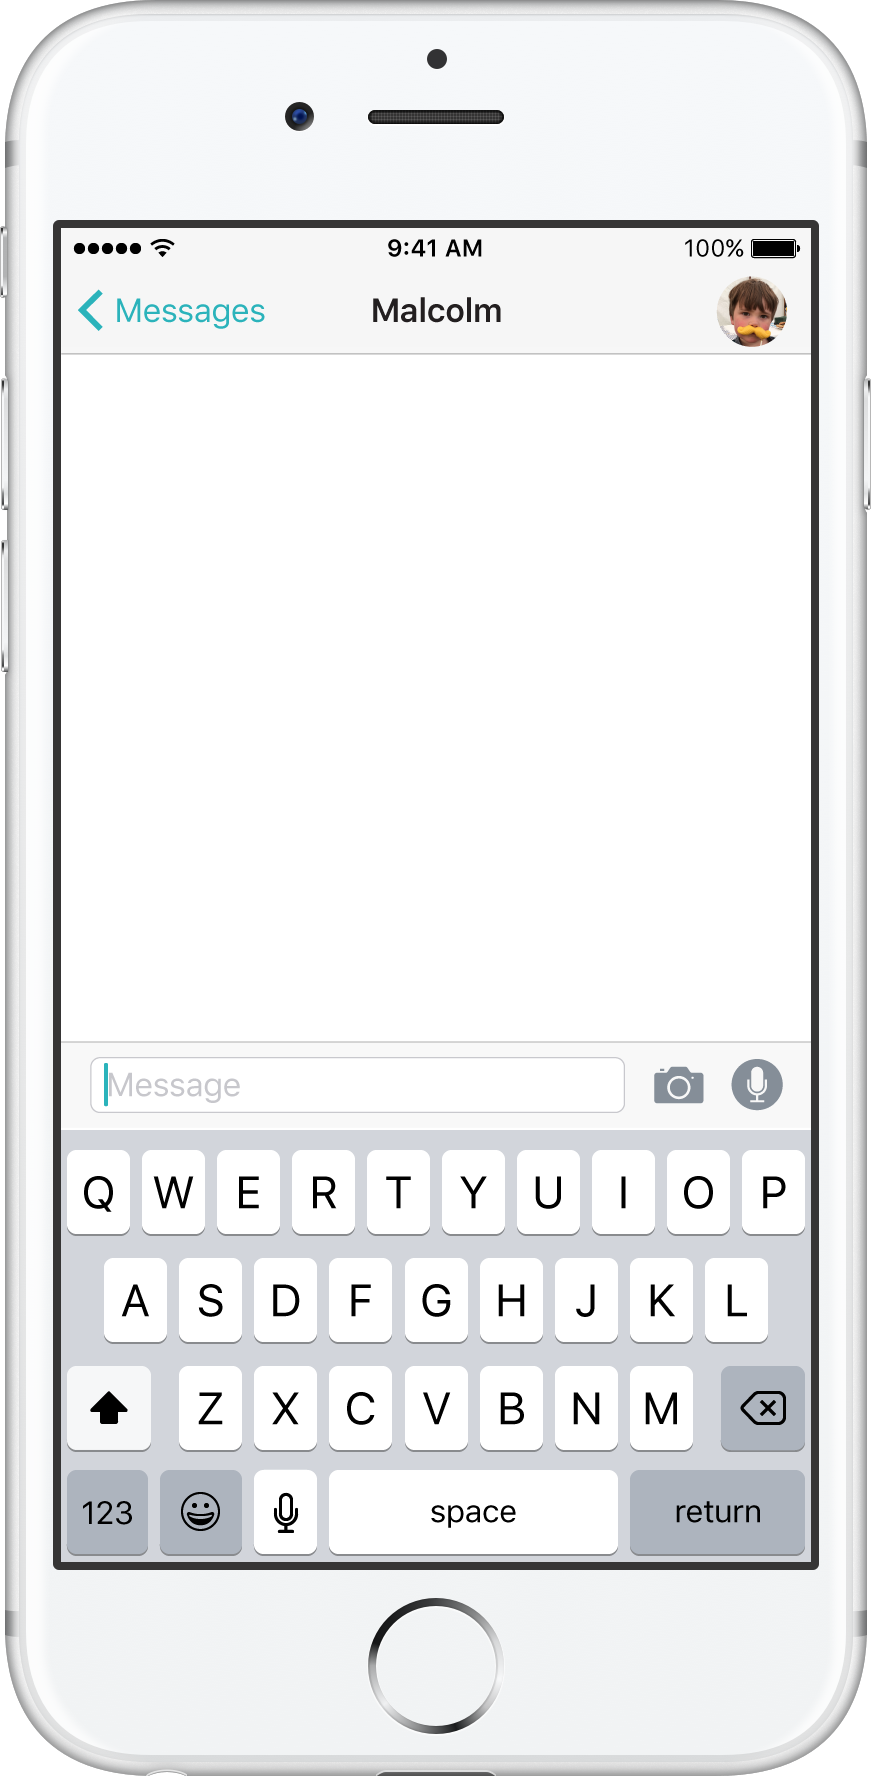 9:41 AM 100%
Messages Malcolm
Message
Q W E R T Y U I O P
A S D F G H J K L
Z X C V B N M
123 space return